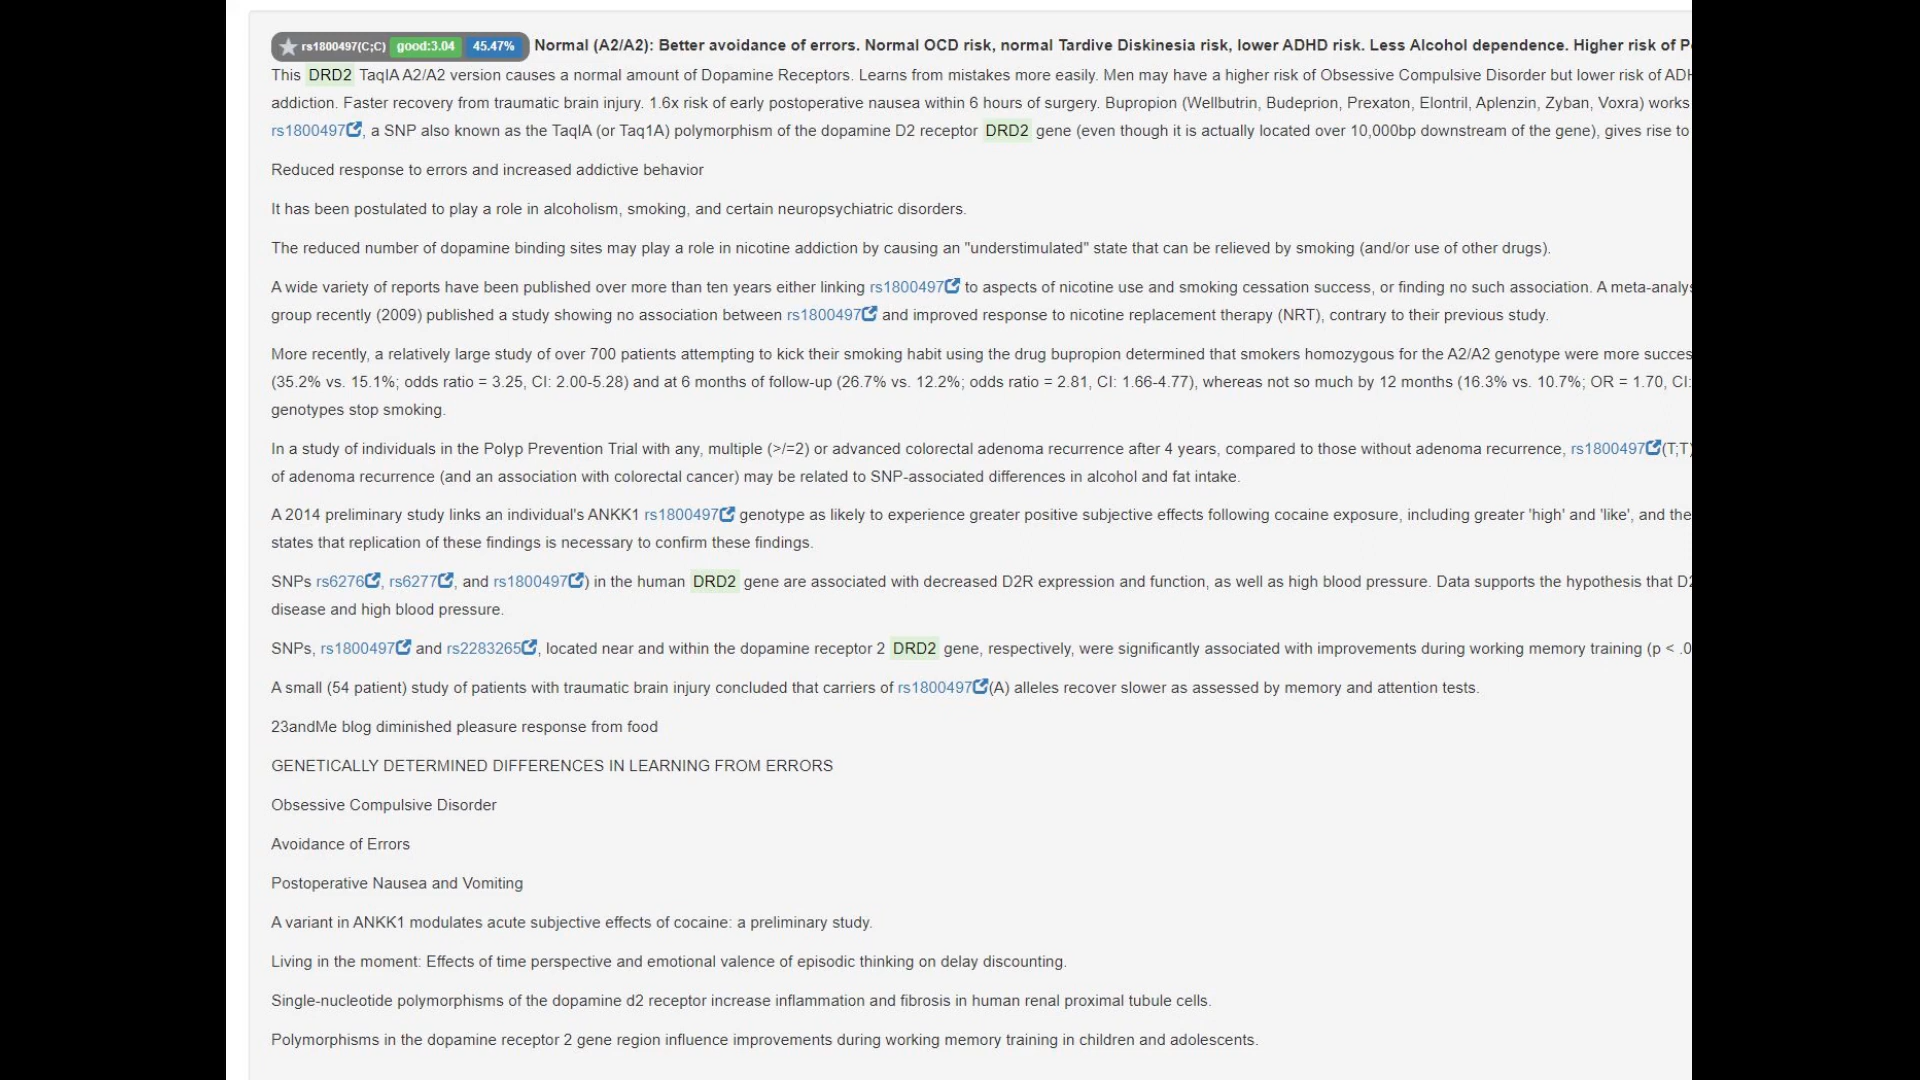 rs1800497(C;C) good:3.04 45.47% Normal (A2/A2): Better avoidance of errors. Normal OCD risk, normal Tardive Diskinesia risk, lower ADHD risk. Less Alcohol dependence. Higher risk of P
This DRD2 TaqIA A2/A2 version causes a normal amount of Dopamine Receptors. Learns from mistakes more easily. Men may have a higher risk of Obsessive Compulsive Disorder but lower risk of ADH
addiction. Faster recovery from traumatic brain injury. 1.6x risk of early postoperative nausea within 6 hours of surgery. Bupropion (Wellbutrin, Budeprion, Prexaton, Elontril, Aplenzin, Zyban, Voxra) works
rs1800497, a SNP also known as the TaqIA (or Taq1A) polymorphism of the dopamine D2 receptor DRD2 gene (even though it is actually located over 10,000bp downstream of the gene), gives rise to
Reduced response to errors and increased addictive behavior
It has been postulated to play a role in alcoholism, smoking, and certain neuropsychiatric disorders.
The reduced number of dopamine binding sites may play a role in nicotine addiction by causing an "understimulated" state that can be relieved by smoking (and/or use of other drugs).
A wide variety of reports have been published over more than ten years either linking rs1800497 to aspects of nicotine use and smoking cessation success, or finding no such association. A meta-analys
group recently (2009) published a study showing no association between rs1800497 and improved response to nicotine replacement therapy (NRT), contrary to their previous study.
More recently, a relatively large study of over 700 patients attempting to kick their smoking habit using the drug bupropion determined that smokers homozygous for the A2/A2 genotype were more succes
(35.2% vs. 15.1%; odds ratio = 3.25, CI: 2.00-5.28) and at 6 months of follow-up (26.7% vs. 12.2%; odds ratio = 2.81, CI: 1.66-4.77), whereas not so much by 12 months (16.3% vs. 10.7%; OR = 1.70, CI:
genotypes stop smoking.
In a study of individuals in the Polyp Prevention Trial with any, multiple (>/=2) or advanced colorectal adenoma recurrence after 4 years, compared to those without adenoma recurrence, rs1800497(T;T)
of adenoma recurrence (and an association with colorectal cancer) may be related to SNP-associated differences in alcohol and fat intake.
A 2014 preliminary study links an individual's ANKK1 rs1800497 genotype as likely to experience greater positive subjective effects following cocaine exposure, including greater 'high' and 'like', and the
states that replication of these findings is necessary to confirm these findings.
SNPs rs6276, rs6277, and rs1800497) in the human DRD2 gene are associated with decreased D2R expression and function, as well as high blood pressure. Data supports the hypothesis that D2
disease and high blood pressure.
SNPs, rs1800497 and rs2283265, located near and within the dopamine receptor 2 DRD2 gene, respectively, were significantly associated with improvements during working memory training (p < .0
A small (54 patient) study of patients with traumatic brain injury concluded that carriers of rs1800497(A) alleles recover slower as assessed by memory and attention tests.
23andMe blog diminished pleasure response from food
GENETICALLY DETERMINED DIFFERENCES IN LEARNING FROM ERRORS
Obsessive Compulsive Disorder
Avoidance of Errors
Postoperative Nausea and Vomiting
A variant in ANKK1 modulates acute subjective effects of cocaine: a preliminary study.
Living in the moment: Effects of time perspective and emotional valence of episodic thinking on delay discounting.
Single-nucleotide polymorphisms of the dopamine d2 receptor increase inflammation and fibrosis in human renal proximal tubule cells.
Polymorphisms in the dopamine receptor 2 gene region influence improvements during working memory training in children and adolescents.